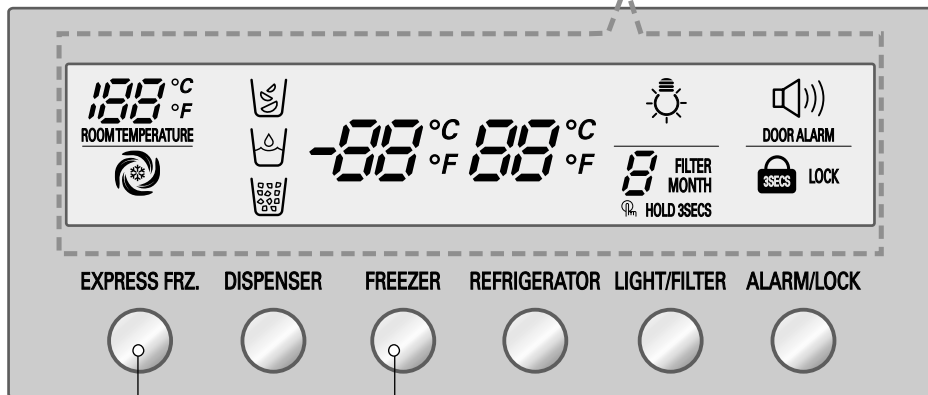 188 °C
°F
ROOM TEMPERATURE
-88 °C
°F
88 °C
°F
8 FILTER
MONTH
HOLD 3SECS
DOOR ALARM
3SECS LOCK
EXPRESS FRZ. DISPENSER FREEZER REFRIGERATOR LIGHT/FILTER ALARM/LOCK